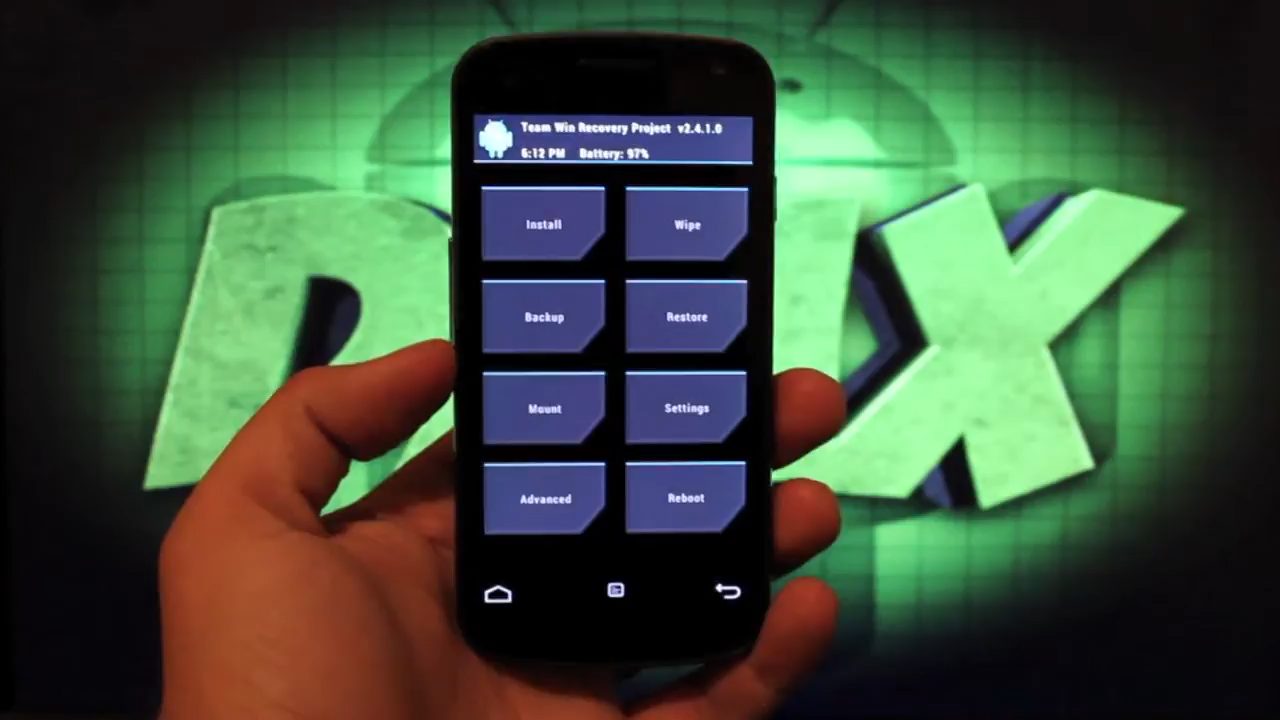 Team Win Recovery Project v2.4.1.0
6:12 PM Battery: 97%
Install
Wipe
Backup
Restore
Mount
Settings
Advanced
Reboot